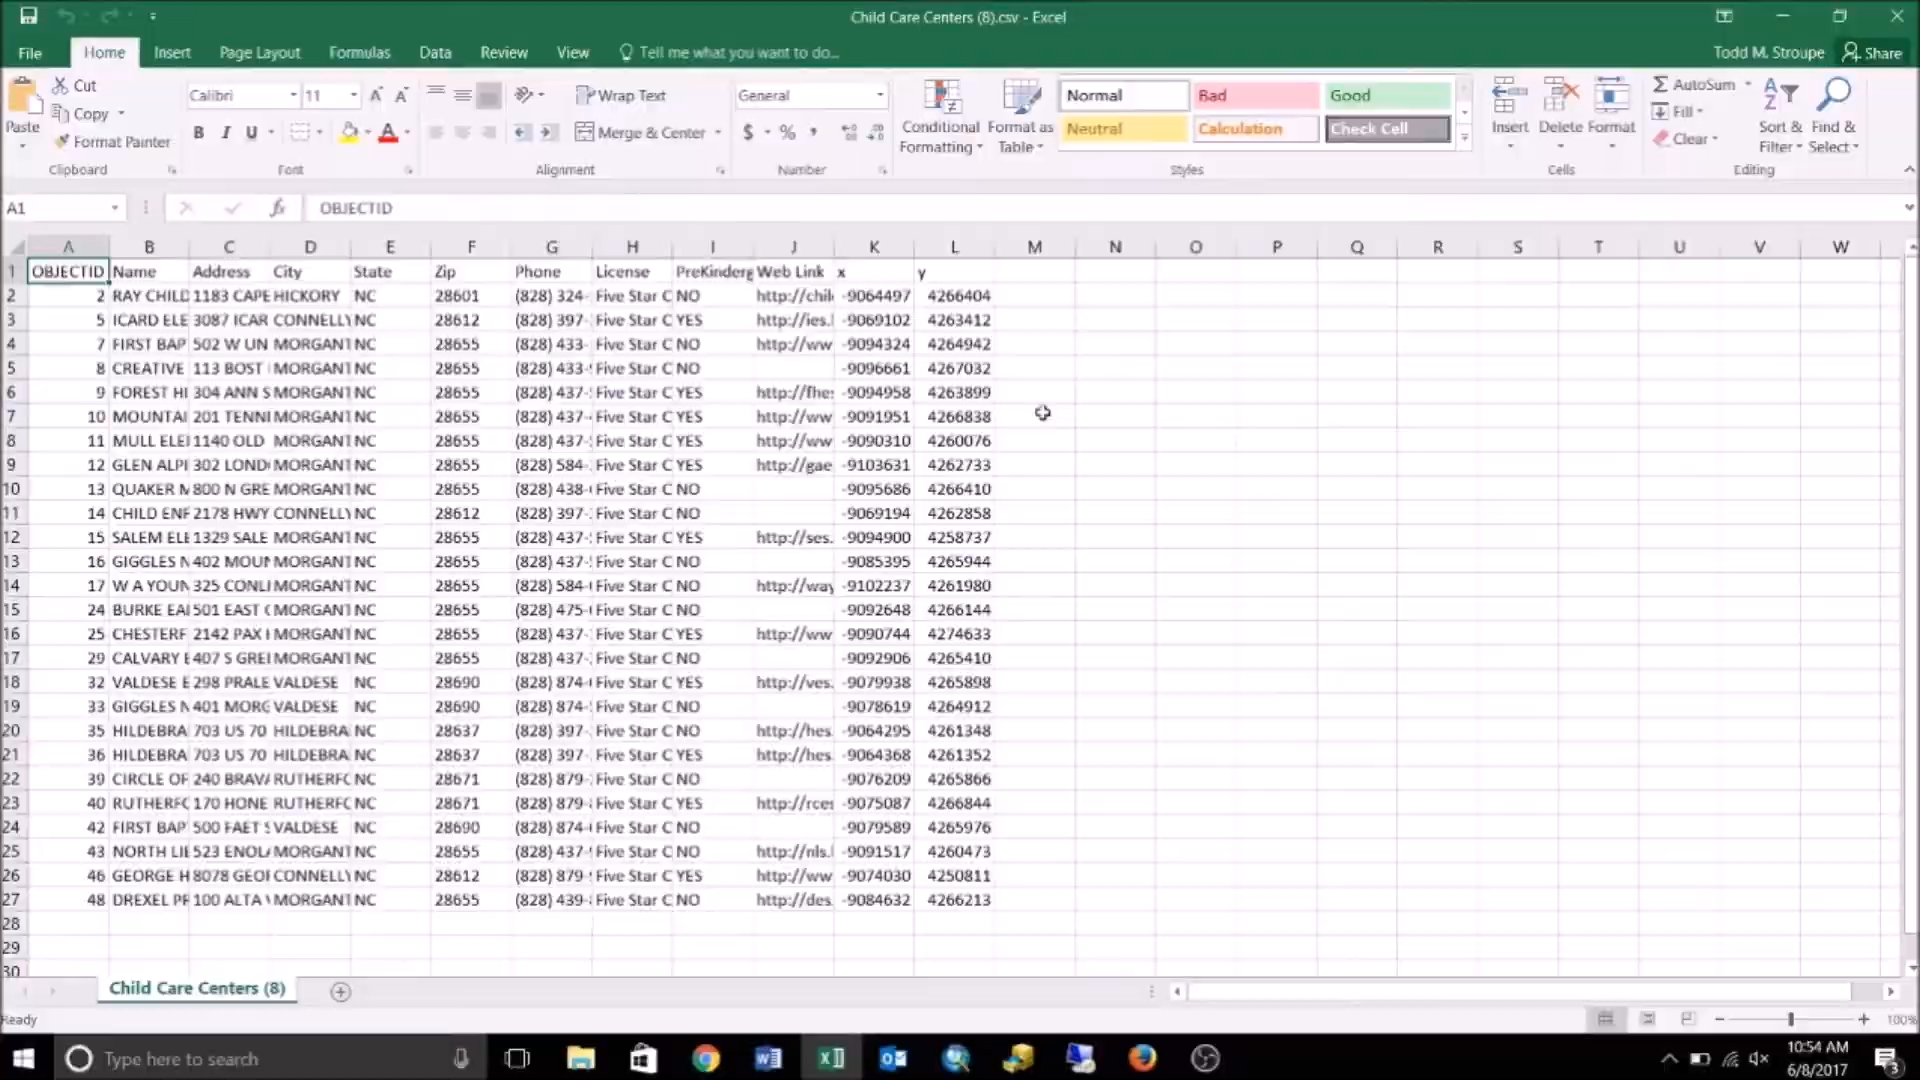 Child Care Centers (8).csv - Excel
File Home Insert Page Layout Formulas Data Review View Tell me what you want to do... Todd M. Stroupe Share
Paste Cut Copy Format Painter Clipboard
Calibri 11 B I U A Font
Wrap Text Merge & Center Alignment
General $ % Number
Conditional Formatting Format as Table Normal Bad Good Neutral Calculation Check Cell Styles
Insert Delete Format Cells
AutoSum Fill Clear Sort & Filter Find & Select Editing
A1 fx OBJECTID
A B C D E F G H I J K L M N O P Q R S T U V W
1 OBJECTID Name Address City State Zip Phone License PreKinderg Web Link x y
2 2 RAY CHILD 1183 CAPE HICKORY NC 28601 (828) 324- Five Star C NO http://chil -9064497 4266404
3 5 ICARD ELE 3087 ICAR CONNELLY NC 28612 (828) 397- Five Star C YES http://ies. -9069102 4263412
4 7 FIRST BAP 502 W UN MORGANT NC 28655 (828) 433- Five Star C NO http://ww -9094324 4264942
5 8 CREATIVE 113 BOST MORGANT NC 28655 (828) 433- Five Star C NO -9096661 4267032
6 9 FOREST HI 304 ANN S MORGANT NC 28655 (828) 437- Five Star C YES http://fhe -9094958 4263899
7 10 MOUNTAI 201 TENNI MORGANT NC 28655 (828) 437- Five Star C YES http://ww -9091951 4266838
8 11 MULL ELE 1140 OLD MORGANT NC 28655 (828) 437- Five Star C YES http://ww -9090310 4260076
9 12 GLEN ALPI 302 LOND MORGANT NC 28655 (828) 584- Five Star C YES http://gae -9103631 4262733
10 13 QUAKER M 800 N GRE MORGANT NC 28655 (828) 438- Five Star C NO -9095686 4266410
11 14 CHILD ENF 2178 HWY CONNELLY NC 28612 (828) 397- Five Star C NO -9069194 4262858
12 15 SALEM ELE 1329 SALE MORGANT NC 28655 (828) 437- Five Star C YES http://ses. -9094900 4258737
13 16 GIGGLES N 402 MOUN MORGANT NC 28655 (828) 437- Five Star C NO -9085395 4265944
14 17 W A YOUN 325 CONL MORGANT NC 28655 (828) 584- Five Star C NO http://way -9102237 4261980
15 24 BURKE EA 501 EAST MORGANT NC 28655 (828) 475- Five Star C NO -9092648 4266144
16 25 CHESTERF 2142 PAX MORGANT NC 28655 (828) 437- Five Star C YES http://ww -9090744 4274633
17 29 CALVARY 407 S GREE MORGANT NC 28655 (828) 437- Five Star C NO -9092906 4265410
18 32 VALDESE E 298 PRALE VALDESE NC 28690 (828) 874- Five Star C YES http://ves. -9079938 4265898
19 33 GIGGLES N 401 MORG VALDESE NC 28690 (828) 874- Five Star C NO -9078619 4264912
20 35 HILDEBRA 703 US 70 HILDEBRA NC 28637 (828) 397- Five Star C NO http://hes. -9064295 4261348
21 36 HILDEBRA 703 US 70 HILDEBRA NC 28637 (828) 397- Five Star C YES http://hes. -9064368 4261352
22 39 CIRCLE OF 240 BRAVA RUTHERFC NC 28671 (828) 879- Five Star C NO -9076209 4265866
23 40 RUTHERFC 170 HONE RUTHERFC NC 28671 (828) 879- Five Star C YES http://rces -9075087 4266844
24 42 FIRST BAP 500 FAET S VALDESE NC 28690 (828) 874- Five Star C NO -9079589 4265976
25 43 NORTH LIE 523 ENOL MORGANT NC 28655 (828) 437- Five Star C NO http://nls. -9091517 4260473
26 46 GEORGE H 8078 GEOR CONNELLY NC 28612 (828) 879- Five Star C YES http://ww -9074030 4250811
27 48 DREXEL PR 100 ALTA MORGANT NC 28655 (828) 439- Five Star C NO http://des. -9084632 4266213
28
29
30
Child Care Centers (8)
Ready 100%
Type here to search
10:54 AM
6/8/2017
3